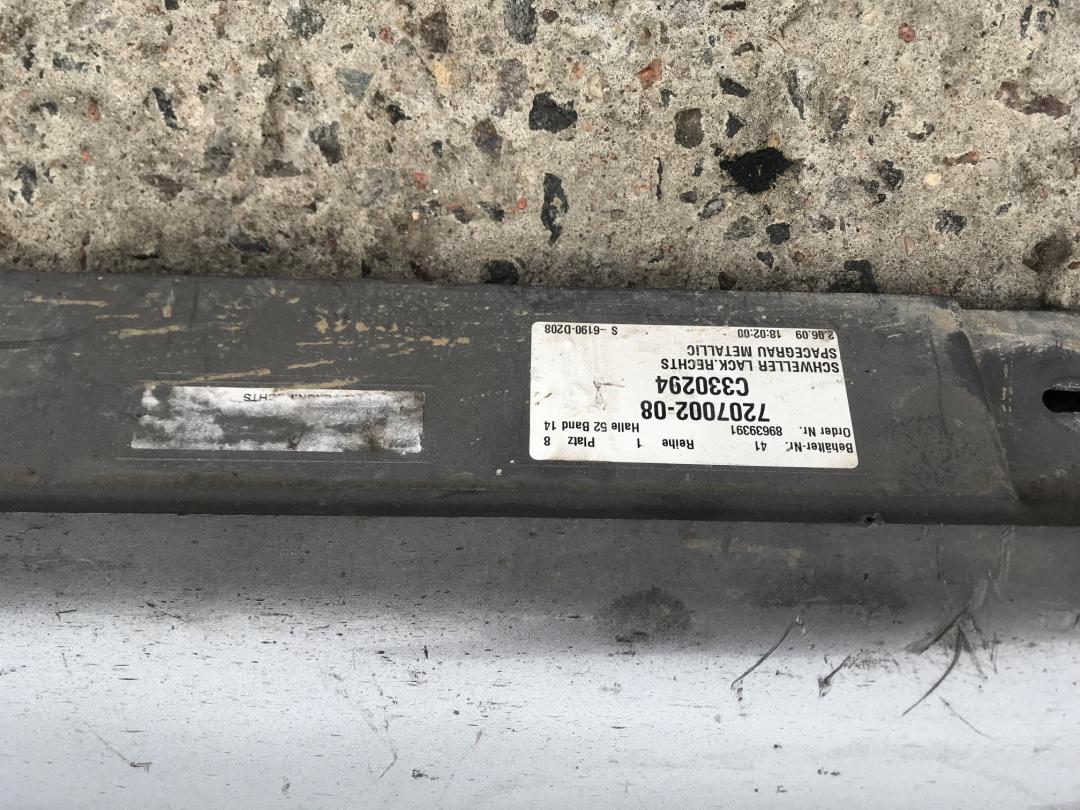 Behälter-Nr. 41 Reihe 1 Platz 8
Order Nr. 89639391 Halle 52 Band 14
7207002-08
C330294
SCHWELLER LACK.RECHTS
SPACEGRAU METALLIC
2.06.09 18:02:00 S -6190-D208